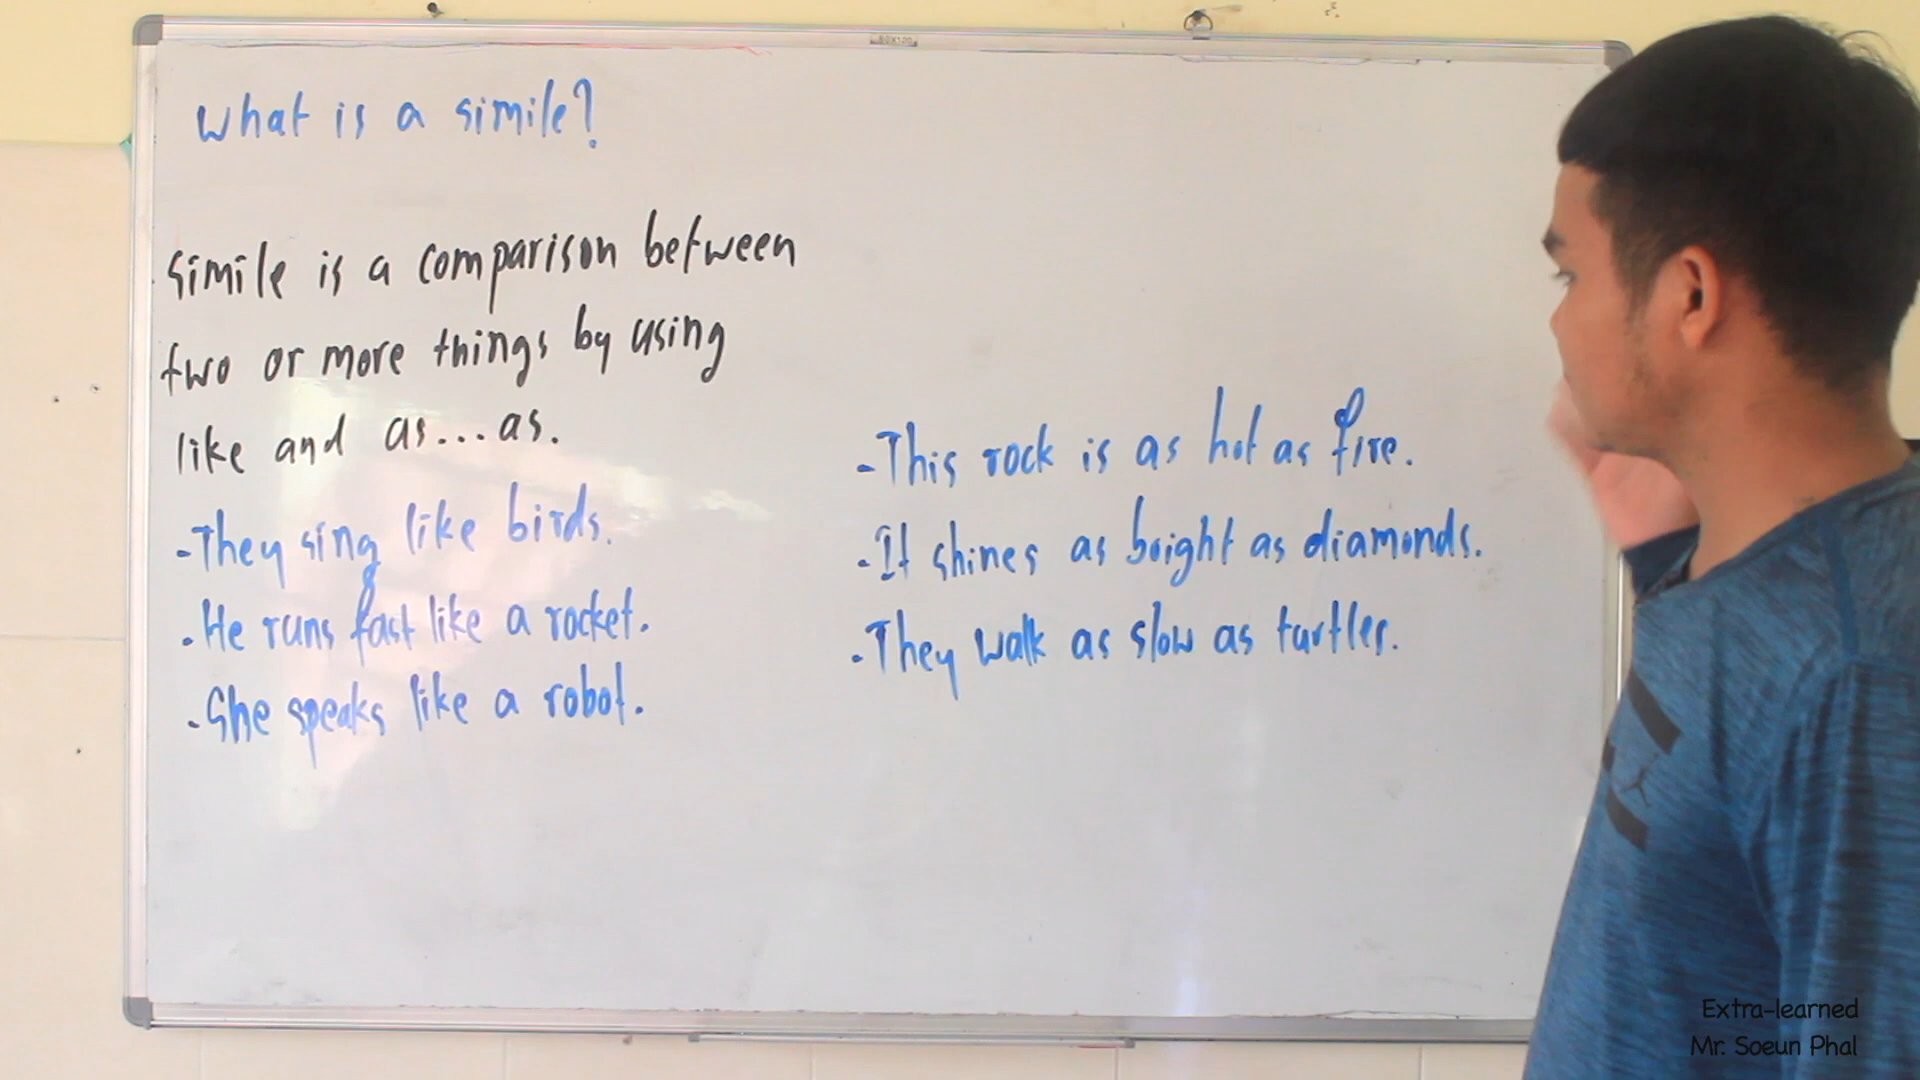 What is a simile?
Simile is a comparison between
two or more things by using
like and as...as.
-They sing like birds.
-He runs fast like a rocket.
-She speaks like a robot.
-This rock is as hot as fire.
-It shines as bright as diamonds.
-They walk as slow as turtles.
Extra-learned
Mr. Soeun Phal